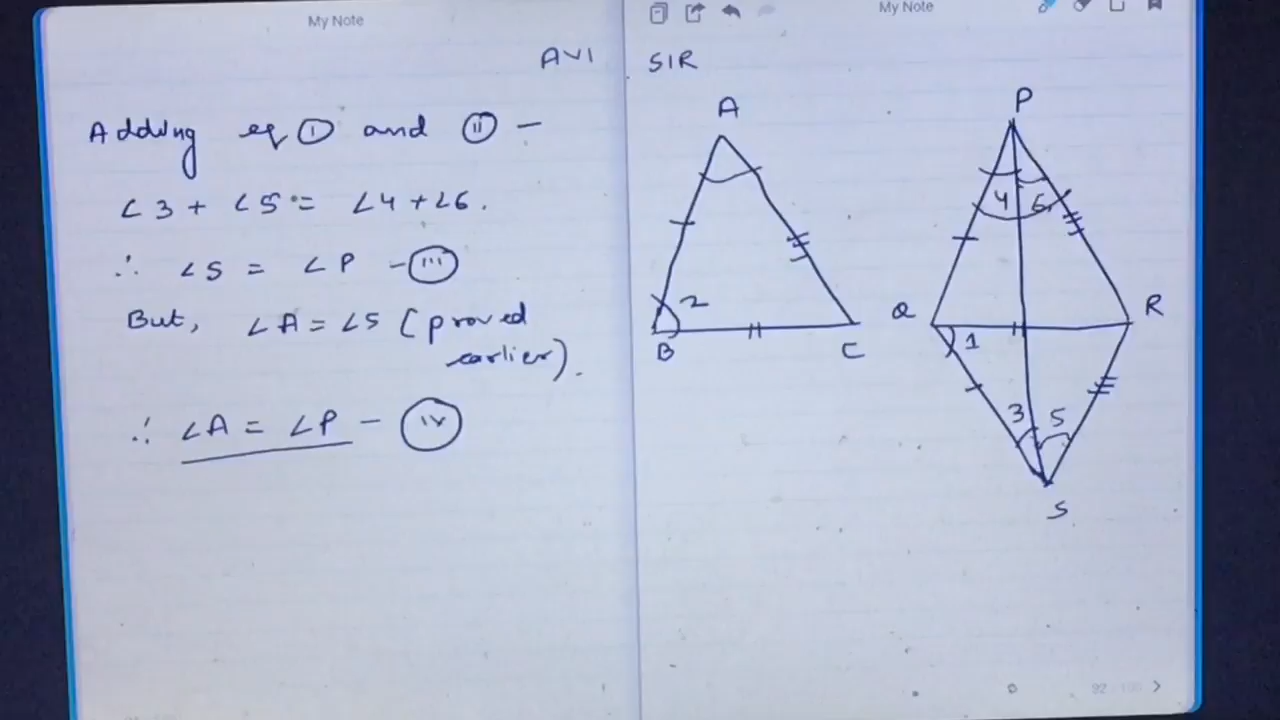 My Note
AVI
Adding eq (i) and (ii) -
∠3 + ∠5 = ∠4 + ∠6.
∴ ∠S = ∠P - (iii)
But, ∠A = ∠S (proved
earlier).
∴ ∠A = ∠P - (iv)
My Note
SIR
A
2
B
C
P
4
6
Q
R
1
3
5
S
92